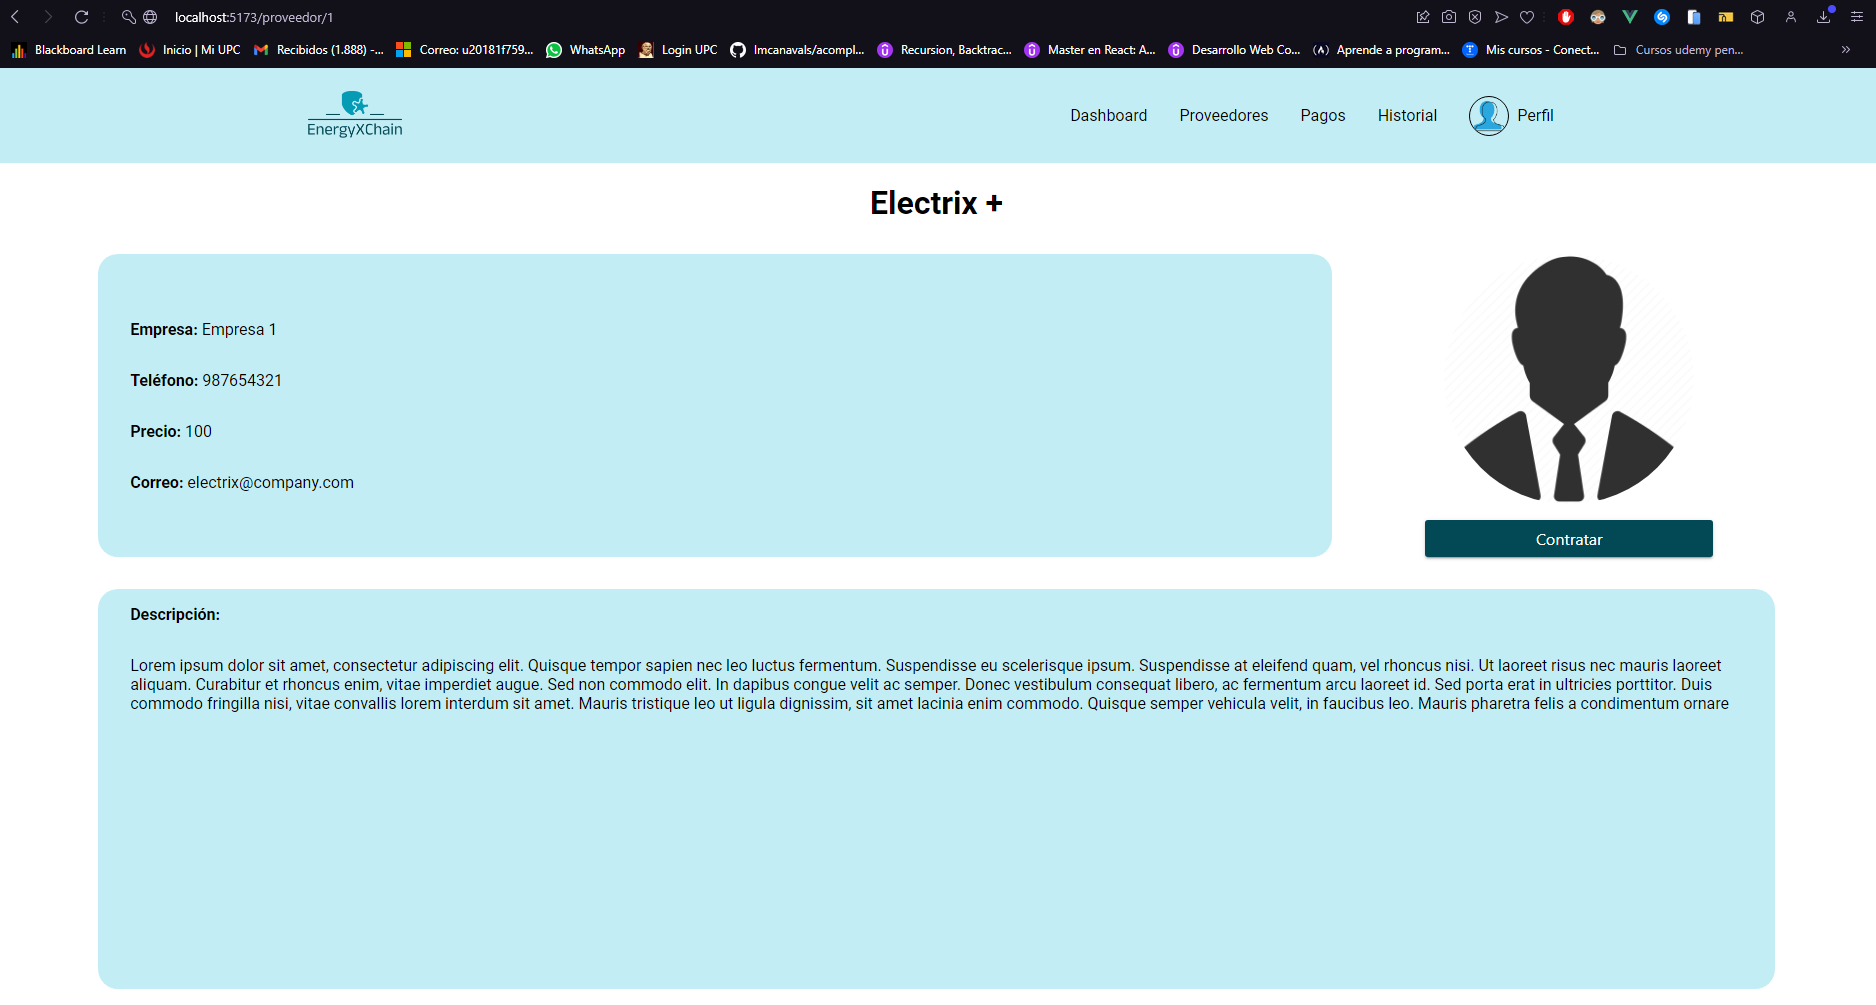 localhost:5173/proveedor/1
Blackboard Learn Inicio | Mi UPC Recibidos (1.888) -... Correo: u20181f759... WhatsApp Login UPC lmcanavals/acompl... Recursion, Backtrac... Master en React: A... Desarrollo Web Co... Aprende a program... Mis cursos - Conect... Cursos udemy pen... »
EnergyXChain Dashboard Proveedores Pagos Historial Perfil
Electrix +
Empresa: Empresa 1
Teléfono: 987654321
Precio: 100
Correo: electrix@company.com
Contratar
Descripción:
Lorem ipsum dolor sit amet, consectetur adipiscing elit. Quisque tempor sapien nec leo luctus fermentum. Suspendisse eu scelerisque ipsum. Suspendisse at eleifend quam, vel rhoncus nisi. Ut laoreet risus nec mauris laoreet
aliquam. Curabitur et rhoncus enim, vitae imperdiet augue. Sed non commodo elit. In dapibus congue velit ac semper. Donec vestibulum consequat libero, ac fermentum arcu laoreet id. Sed porta erat in ultricies porttitor. Duis
commodo fringilla nisi, vitae convallis lorem interdum sit amet. Mauris tristique leo ut ligula dignissim, sit amet lacinia enim commodo. Quisque semper vehicula velit, in faucibus leo. Mauris pharetra felis a condimentum ornare